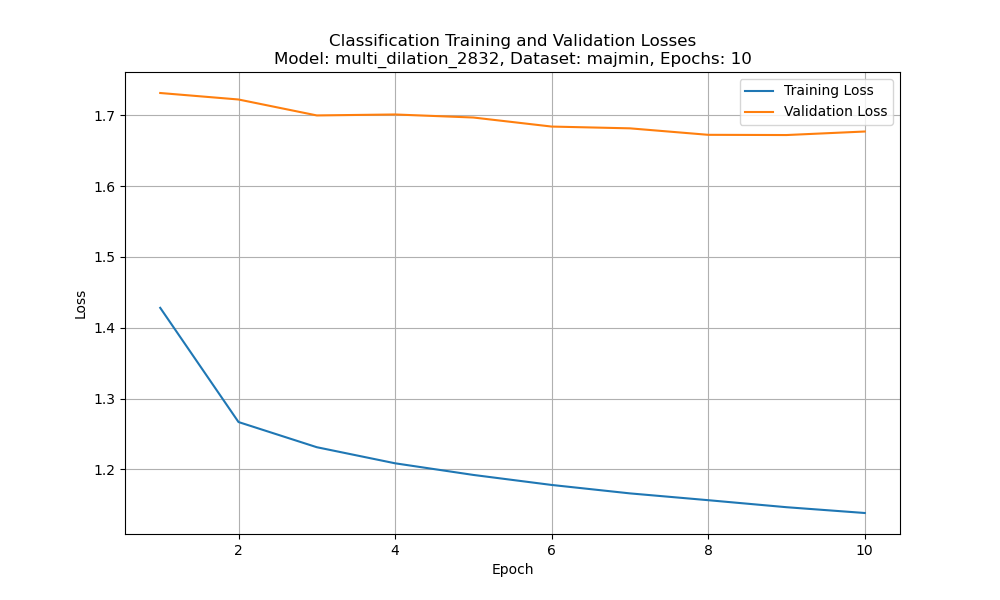 Classification Training and Validation Losses
Model: multi_dilation_2832, Dataset: majmin, Epochs: 10
Training Loss
Validation Loss
1.7
1.6
1.5
1.4
1.3
1.2
Loss
2
4
6
8
10
Epoch